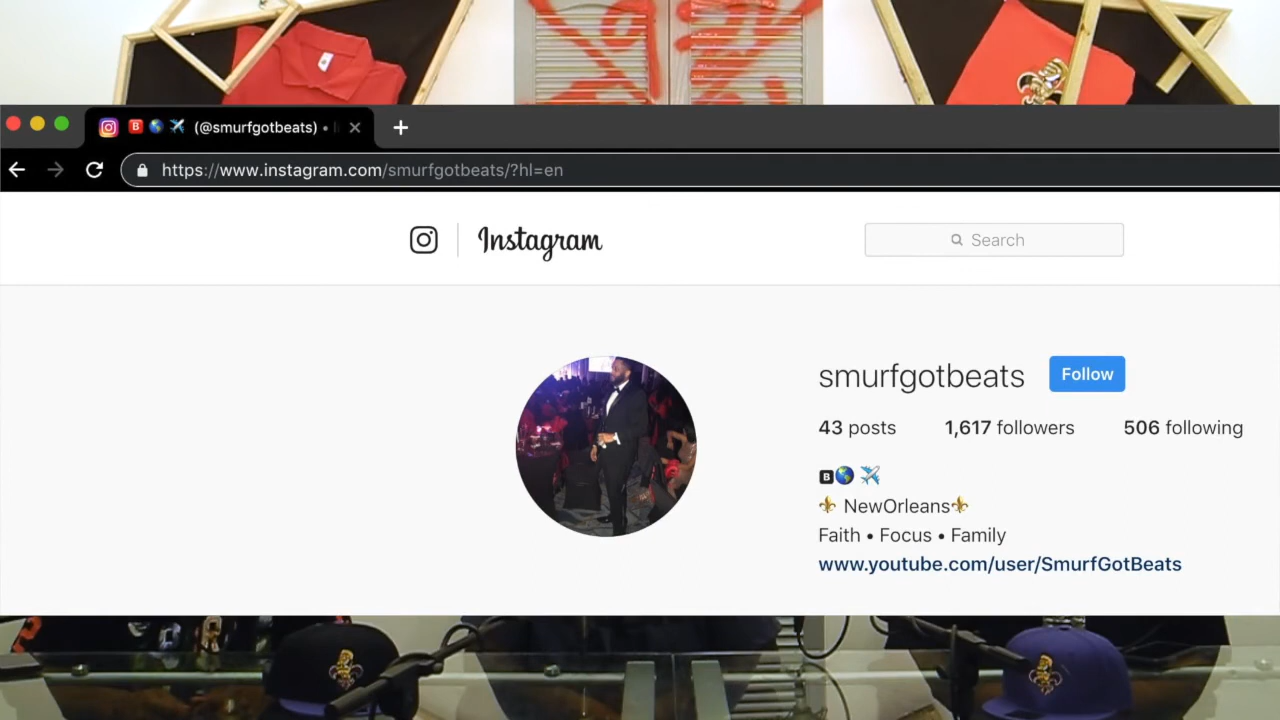 🅱️🌎✈️ (@smurfgotbeats) •
https://www.instagram.com/smurfgotbeats/?hl=en
Instagram
Search
smurfgotbeats
Follow
43 posts
1,617 followers
506 following
🅱🌎✈️
⚜️ NewOrleans⚜️
Faith • Focus • Family
www.youtube.com/user/SmurfGotBeats